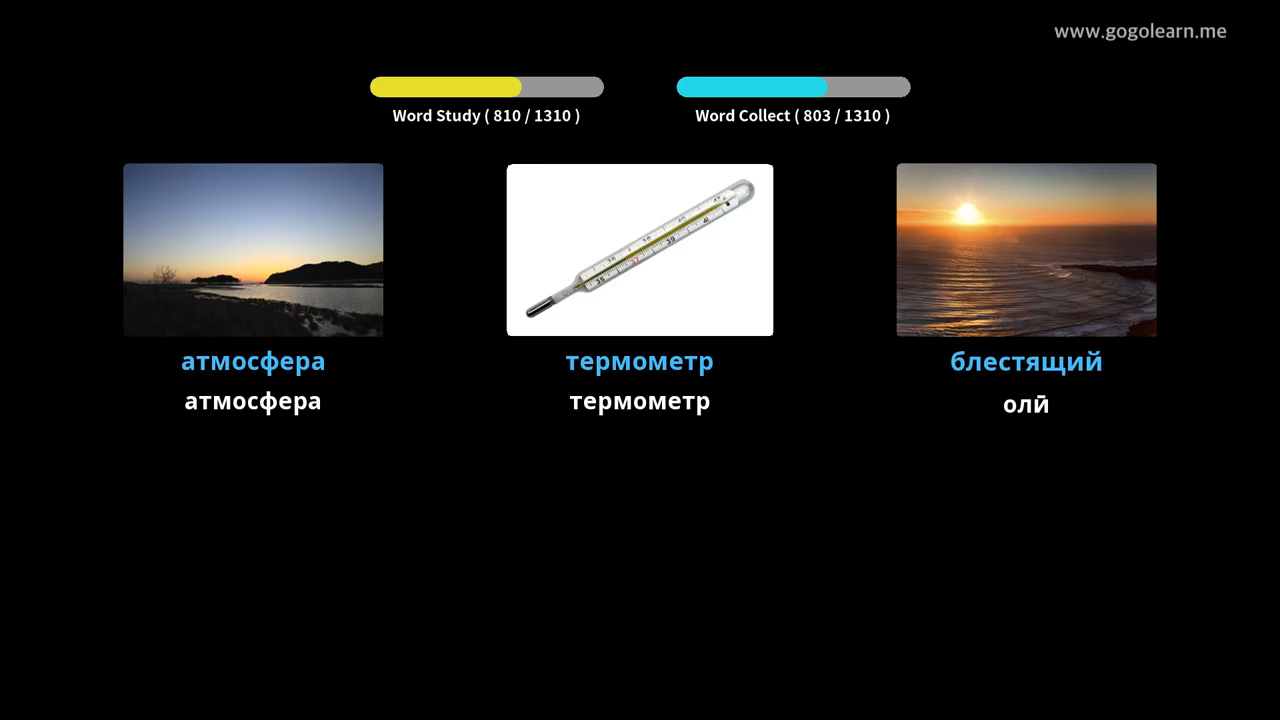 www.gogolearn.me
Word Study ( 810 / 1310 )
Word Collect ( 803 / 1310 )
атмосфера
термометр
блестящий
атмосфера
термометр
олӣ